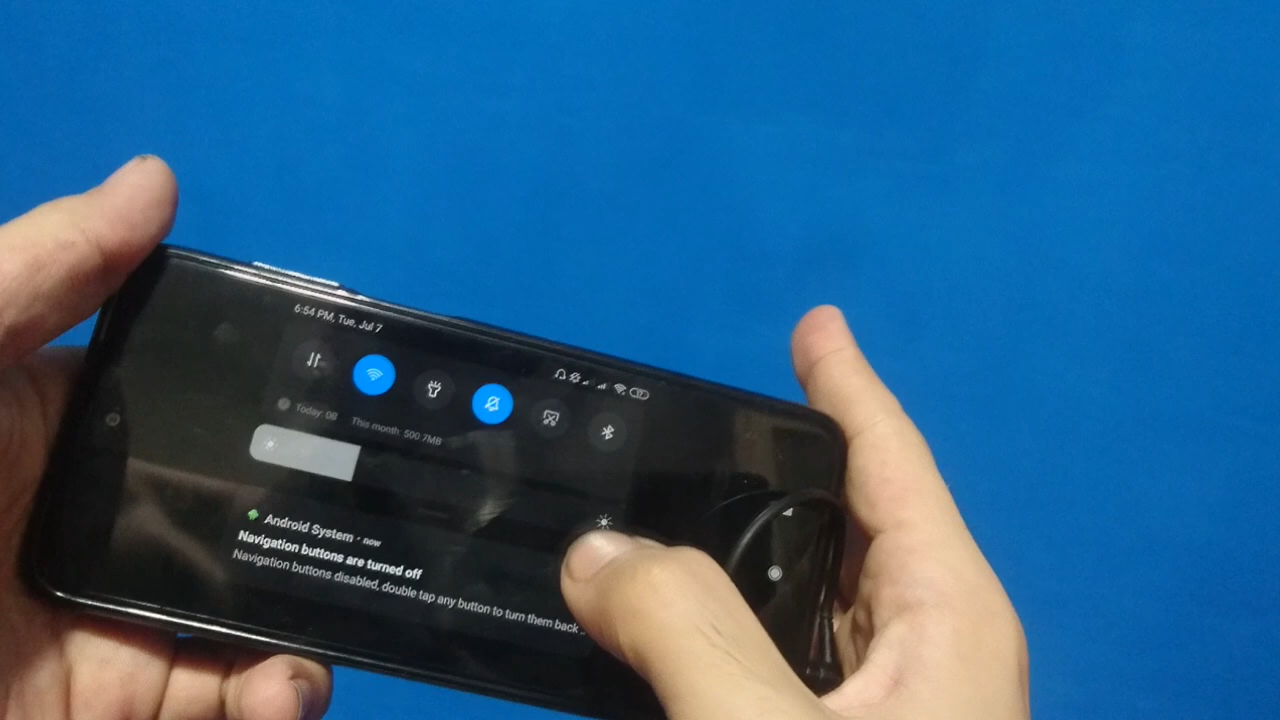 6:54 PM, Tue, Jul 7
Today: 0B This month: 500.7MB
Android System • now
Navigation buttons are turned off
Navigation buttons disabled, double tap any button to turn them back